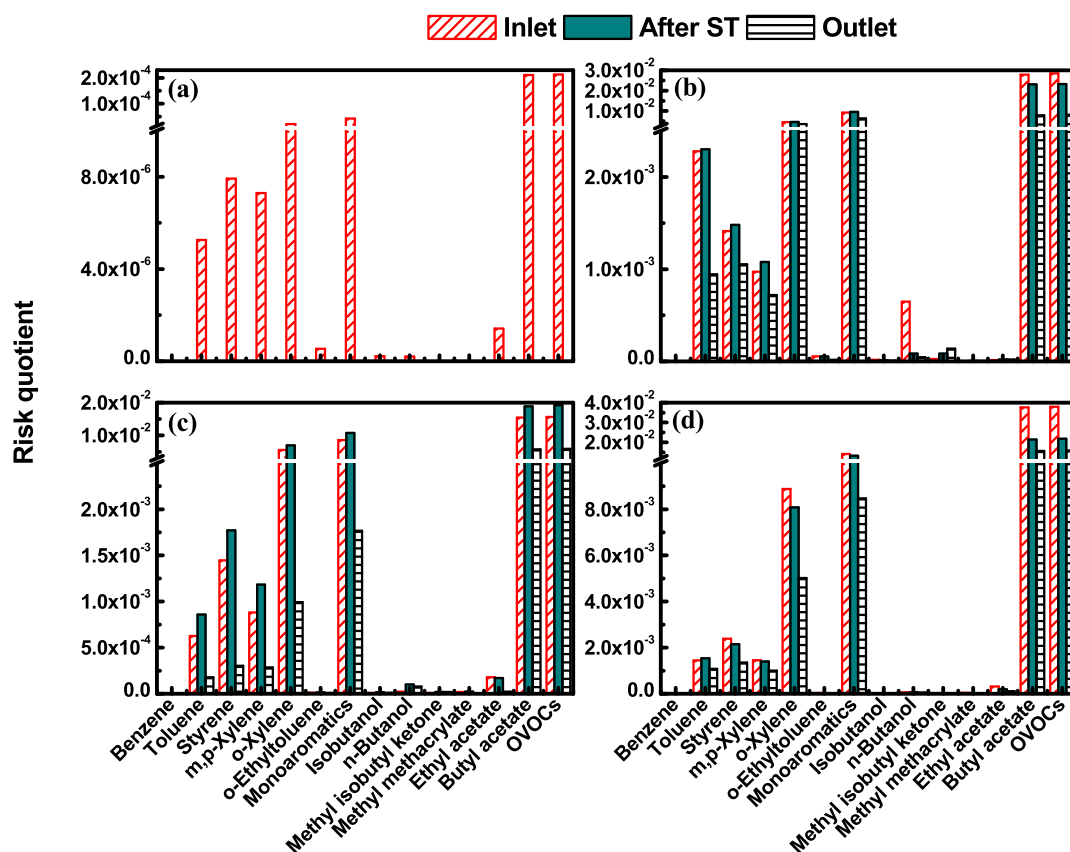 Inlet After ST Outlet
Risk quotient
(a)
2.0x10-4
1.0x10-4
8.0x10-6
4.0x10-6
0.0
(b)
3.0x10-2
2.0x10-2
1.0x10-2
2.0x10-3
1.0x10-3
0.0
(c)
2.0x10-2
1.0x10-2
2.0x10-3
1.5x10-3
1.0x10-3
5.0x10-4
0.0
(d)
4.0x10-2
3.0x10-2
2.0x10-2
8.0x10-3
6.0x10-3
4.0x10-3
2.0x10-3
0.0
Benzene
Toluene
Styrene
m,p-Xylene
o-Xylene
o-Ethyltoluene
Monoaromatics
Isobutanol
n-Butanol
Methyl isobutyl ketone
Methyl methacrylate
Ethyl acetate
Butyl acetate
OVOCs
Benzene
Toluene
Styrene
m,p-Xylene
o-Xylene
o-Ethyltoluene
Monoaromatics
Isobutanol
n-Butanol
Methyl isobutyl ketone
Methyl methacrylate
Ethyl acetate
Butyl acetate
OVOCs